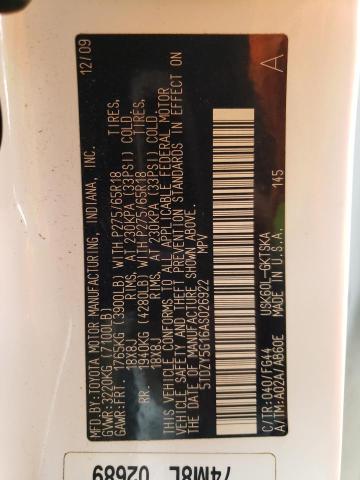 MFD.BY:TOYOTA MOTOR MANUFACTURING, INDIANA, INC. 12/09
GVWR:3220KG(7100LB)
GAWR:FRT. 1765KG(3900LB)WITH P275/65R18 TIRES,
18X8J RIMS, AT 230KPA (33PSI) COLD.
RR. 1940KG(4280LB)WITH P275/65R18 TIRES,
18X8J RIMS, AT 230KPA (33PSI) COLD.
THIS VEHICLE CONFORMS TO ALL APPLICABLE FEDERAL MOTOR
VEHICLE SAFETY AND THEFT PREVENTION STANDARDS IN EFFECT ON
THE DATE OF MANUFACTURE SHOWN ABOVE.
MPV
A
C/TR:040/FG44 USK60L-GKTSKA
A/TM:A02A/AB60E MADE IN U.S.A. 145
74M8L 02689